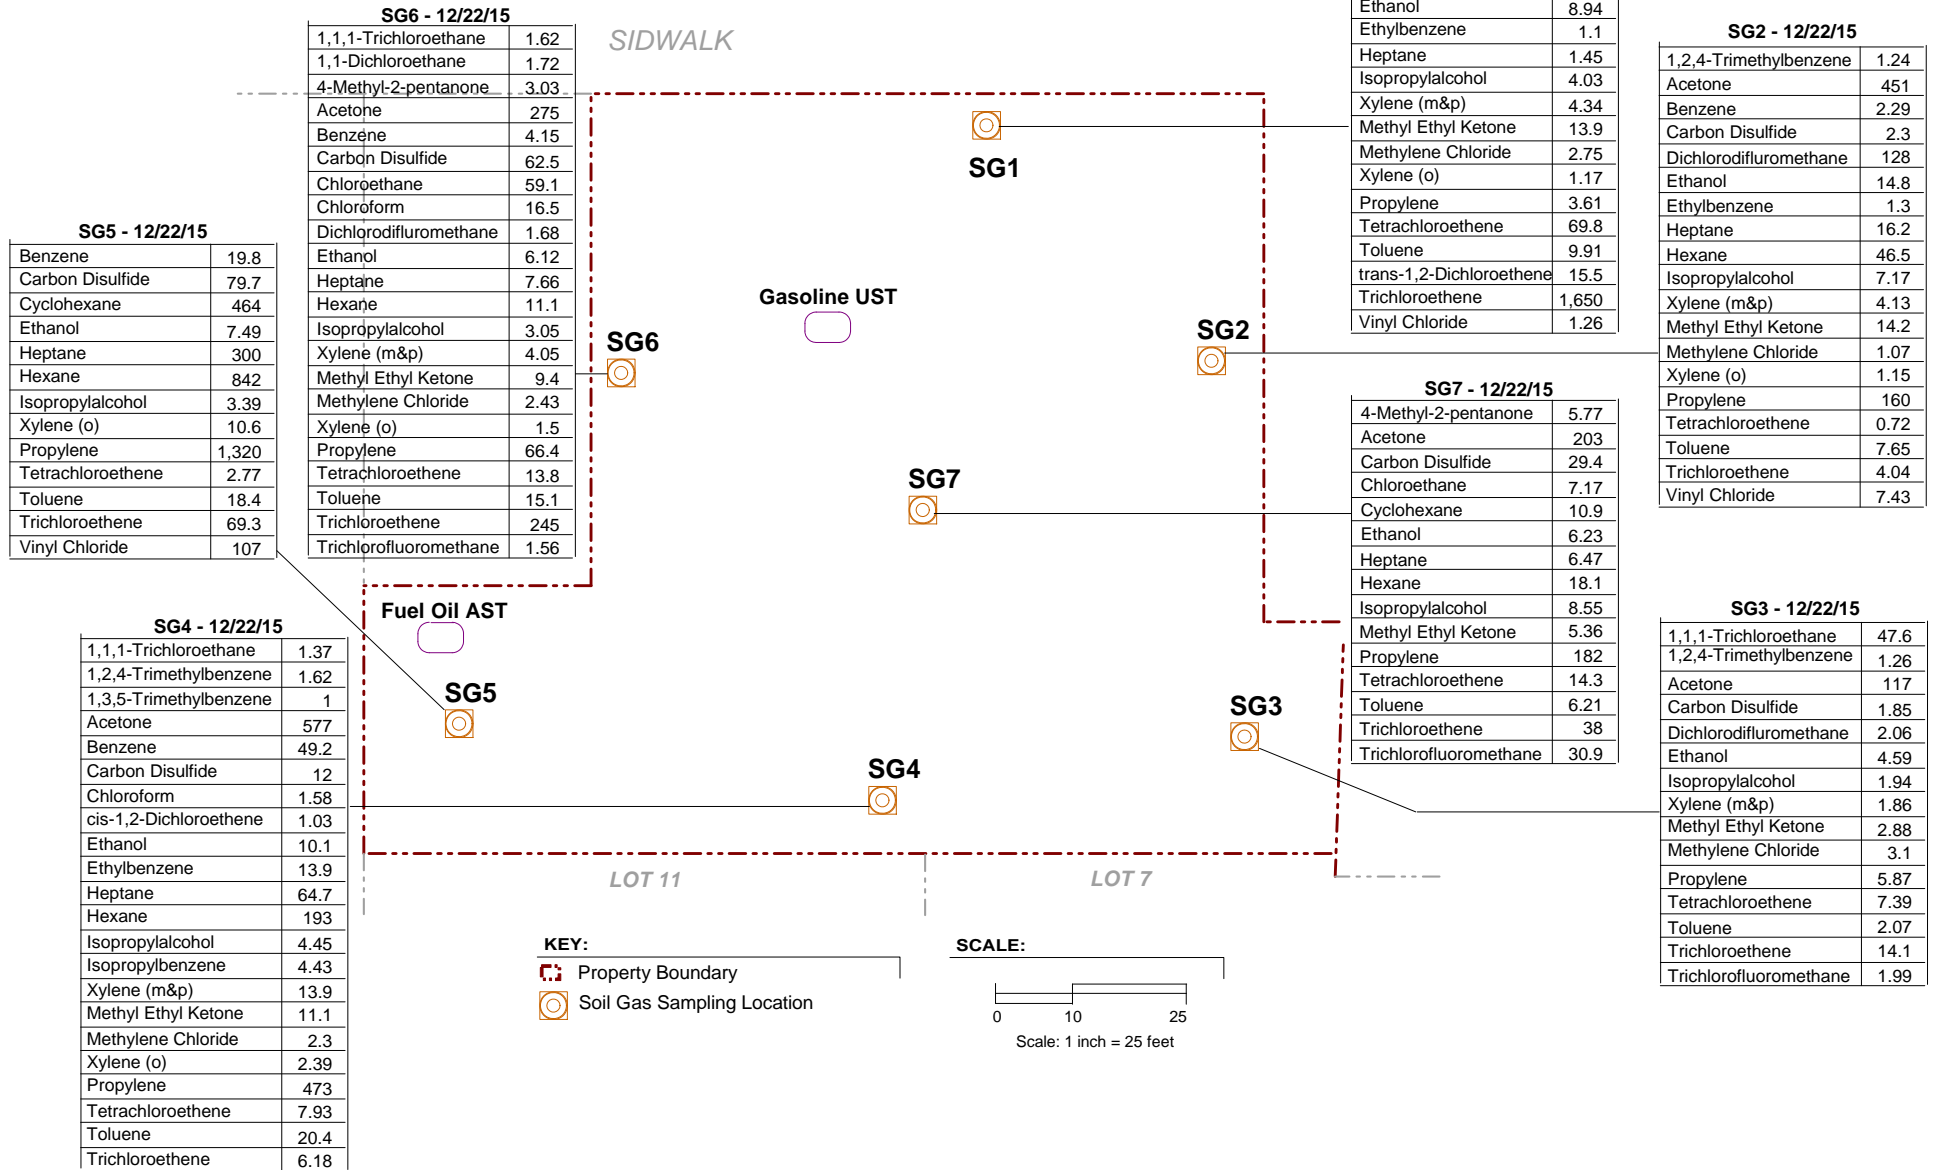 SG6 - 12/22/15
1,1,1-Trichloroethane 1.62
1,1-Dichloroethane 1.72
4-Methyl-2-pentanone 3.03
Acetone 275
Benzene 4.15
Carbon Disulfide 62.5
Chloroethane 59.1
Chloroform 16.5
Dichlorodifluromethane 1.68
Ethanol 6.12
Heptane 7.66
Hexane 11.1
Isopropylalcohol 3.05
Xylene (m&p) 4.05
Methyl Ethyl Ketone 9.4
Methylene Chloride 2.43
Xylene (o) 1.5
Propylene 66.4
Tetrachloroethene 13.8
Toluene 15.1
Trichloroethene 245
Trichlorofluoromethane 1.56
SIDWALK
Ethanol 8.94
Ethylbenzene 1.1
Heptane 1.45
Isopropylalcohol 4.03
Xylene (m&p) 4.34
Methyl Ethyl Ketone 13.9
Methylene Chloride 2.75
Xylene (o) 1.17
Propylene 3.61
Tetrachloroethene 69.8
Toluene 9.91
trans-1,2-Dichloroethene 15.5
Trichloroethene 1,650
Vinyl Chloride 1.26
SG2 - 12/22/15
1,2,4-Trimethylbenzene 1.24
Acetone 451
Benzene 2.29
Carbon Disulfide 2.3
Dichlorodifluromethane 128
Ethanol 14.8
Ethylbenzene 1.3
Heptane 16.2
Hexane 46.5
Isopropylalcohol 7.17
Xylene (m&p) 4.13
Methyl Ethyl Ketone 14.2
Methylene Chloride 1.07
Xylene (o) 1.15
Propylene 160
Tetrachloroethene 0.72
Toluene 7.65
Trichloroethene 4.04
Vinyl Chloride 7.43
SG1
SG5 - 12/22/15
Benzene 19.8
Carbon Disulfide 79.7
Cyclohexane 464
Ethanol 7.49
Heptane 300
Hexane 842
Isopropylalcohol 3.39
Xylene (o) 10.6
Propylene 1,320
Tetrachloroethene 2.77
Toluene 18.4
Trichloroethene 69.3
Vinyl Chloride 107
Gasoline UST
SG6
SG2
SG7
SG7 - 12/22/15
4-Methyl-2-pentanone 5.77
Acetone 203
Carbon Disulfide 29.4
Chloroethane 7.17
Cyclohexane 10.9
Ethanol 6.23
Heptane 6.47
Hexane 18.1
Isopropylalcohol 8.55
Methyl Ethyl Ketone 5.36
Propylene 182
Tetrachloroethene 14.3
Toluene 6.21
Trichloroethene 38
Trichlorofluoromethane 30.9
Fuel Oil AST
SG5
SG3
SG4
SG4 - 12/22/15
1,1,1-Trichloroethane 1.37
1,2,4-Trimethylbenzene 1.62
1,3,5-Trimethylbenzene 1
Acetone 577
Benzene 49.2
Carbon Disulfide 12
Chloroform 1.58
cis-1,2-Dichloroethene 1.03
Ethanol 10.1
Ethylbenzene 13.9
Heptane 64.7
Hexane 193
Isopropylalcohol 4.45
Isopropylbenzene 4.43
Xylene (m&p) 13.9
Methyl Ethyl Ketone 11.1
Methylene Chloride 2.3
Xylene (o) 2.39
Propylene 473
Tetrachloroethene 7.93
Toluene 20.4
Trichloroethene 6.18
SG3 - 12/22/15
1,1,1-Trichloroethane 47.6
1,2,4-Trimethylbenzene 1.26
Acetone 117
Carbon Disulfide 1.85
Dichlorodifluromethane 2.06
Ethanol 4.59
Isopropylalcohol 1.94
Xylene (m&p) 1.86
Methyl Ethyl Ketone 2.88
Methylene Chloride 3.1
Propylene 5.87
Tetrachloroethene 7.39
Toluene 2.07
Trichloroethene 14.1
Trichlorofluoromethane 1.99
LOT 11
LOT 7
KEY:
Property Boundary
Soil Gas Sampling Location
SCALE:
0 10 25
Scale: 1 inch = 25 feet